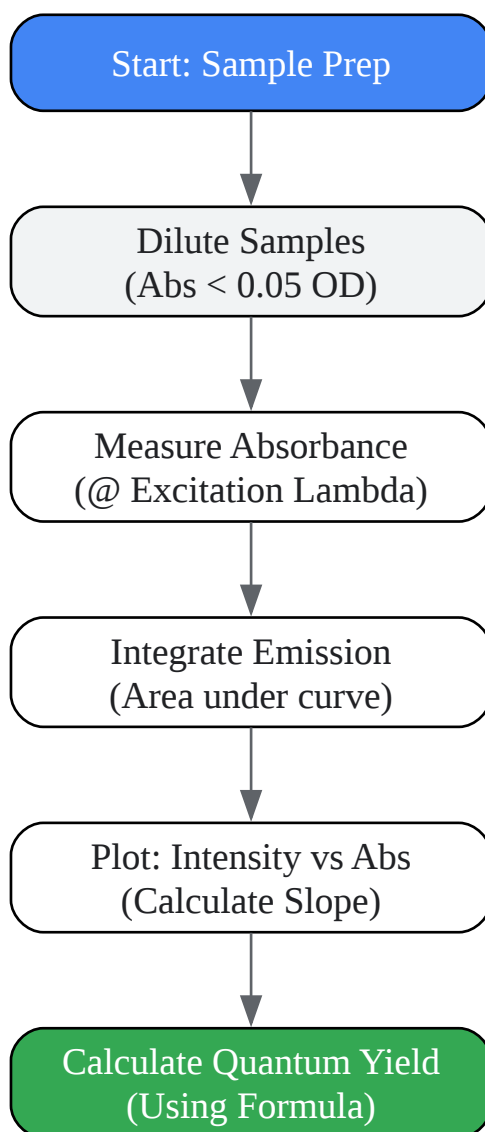 Start: Sample Prep
Dilute Samples
(Abs < 0.05 OD)
Measure Absorbance
(@ Excitation Lambda)
Integrate Emission
(Area under curve)
Plot: Intensity vs Abs
(Calculate Slope)
Calculate Quantum Yield
(Using Formula)